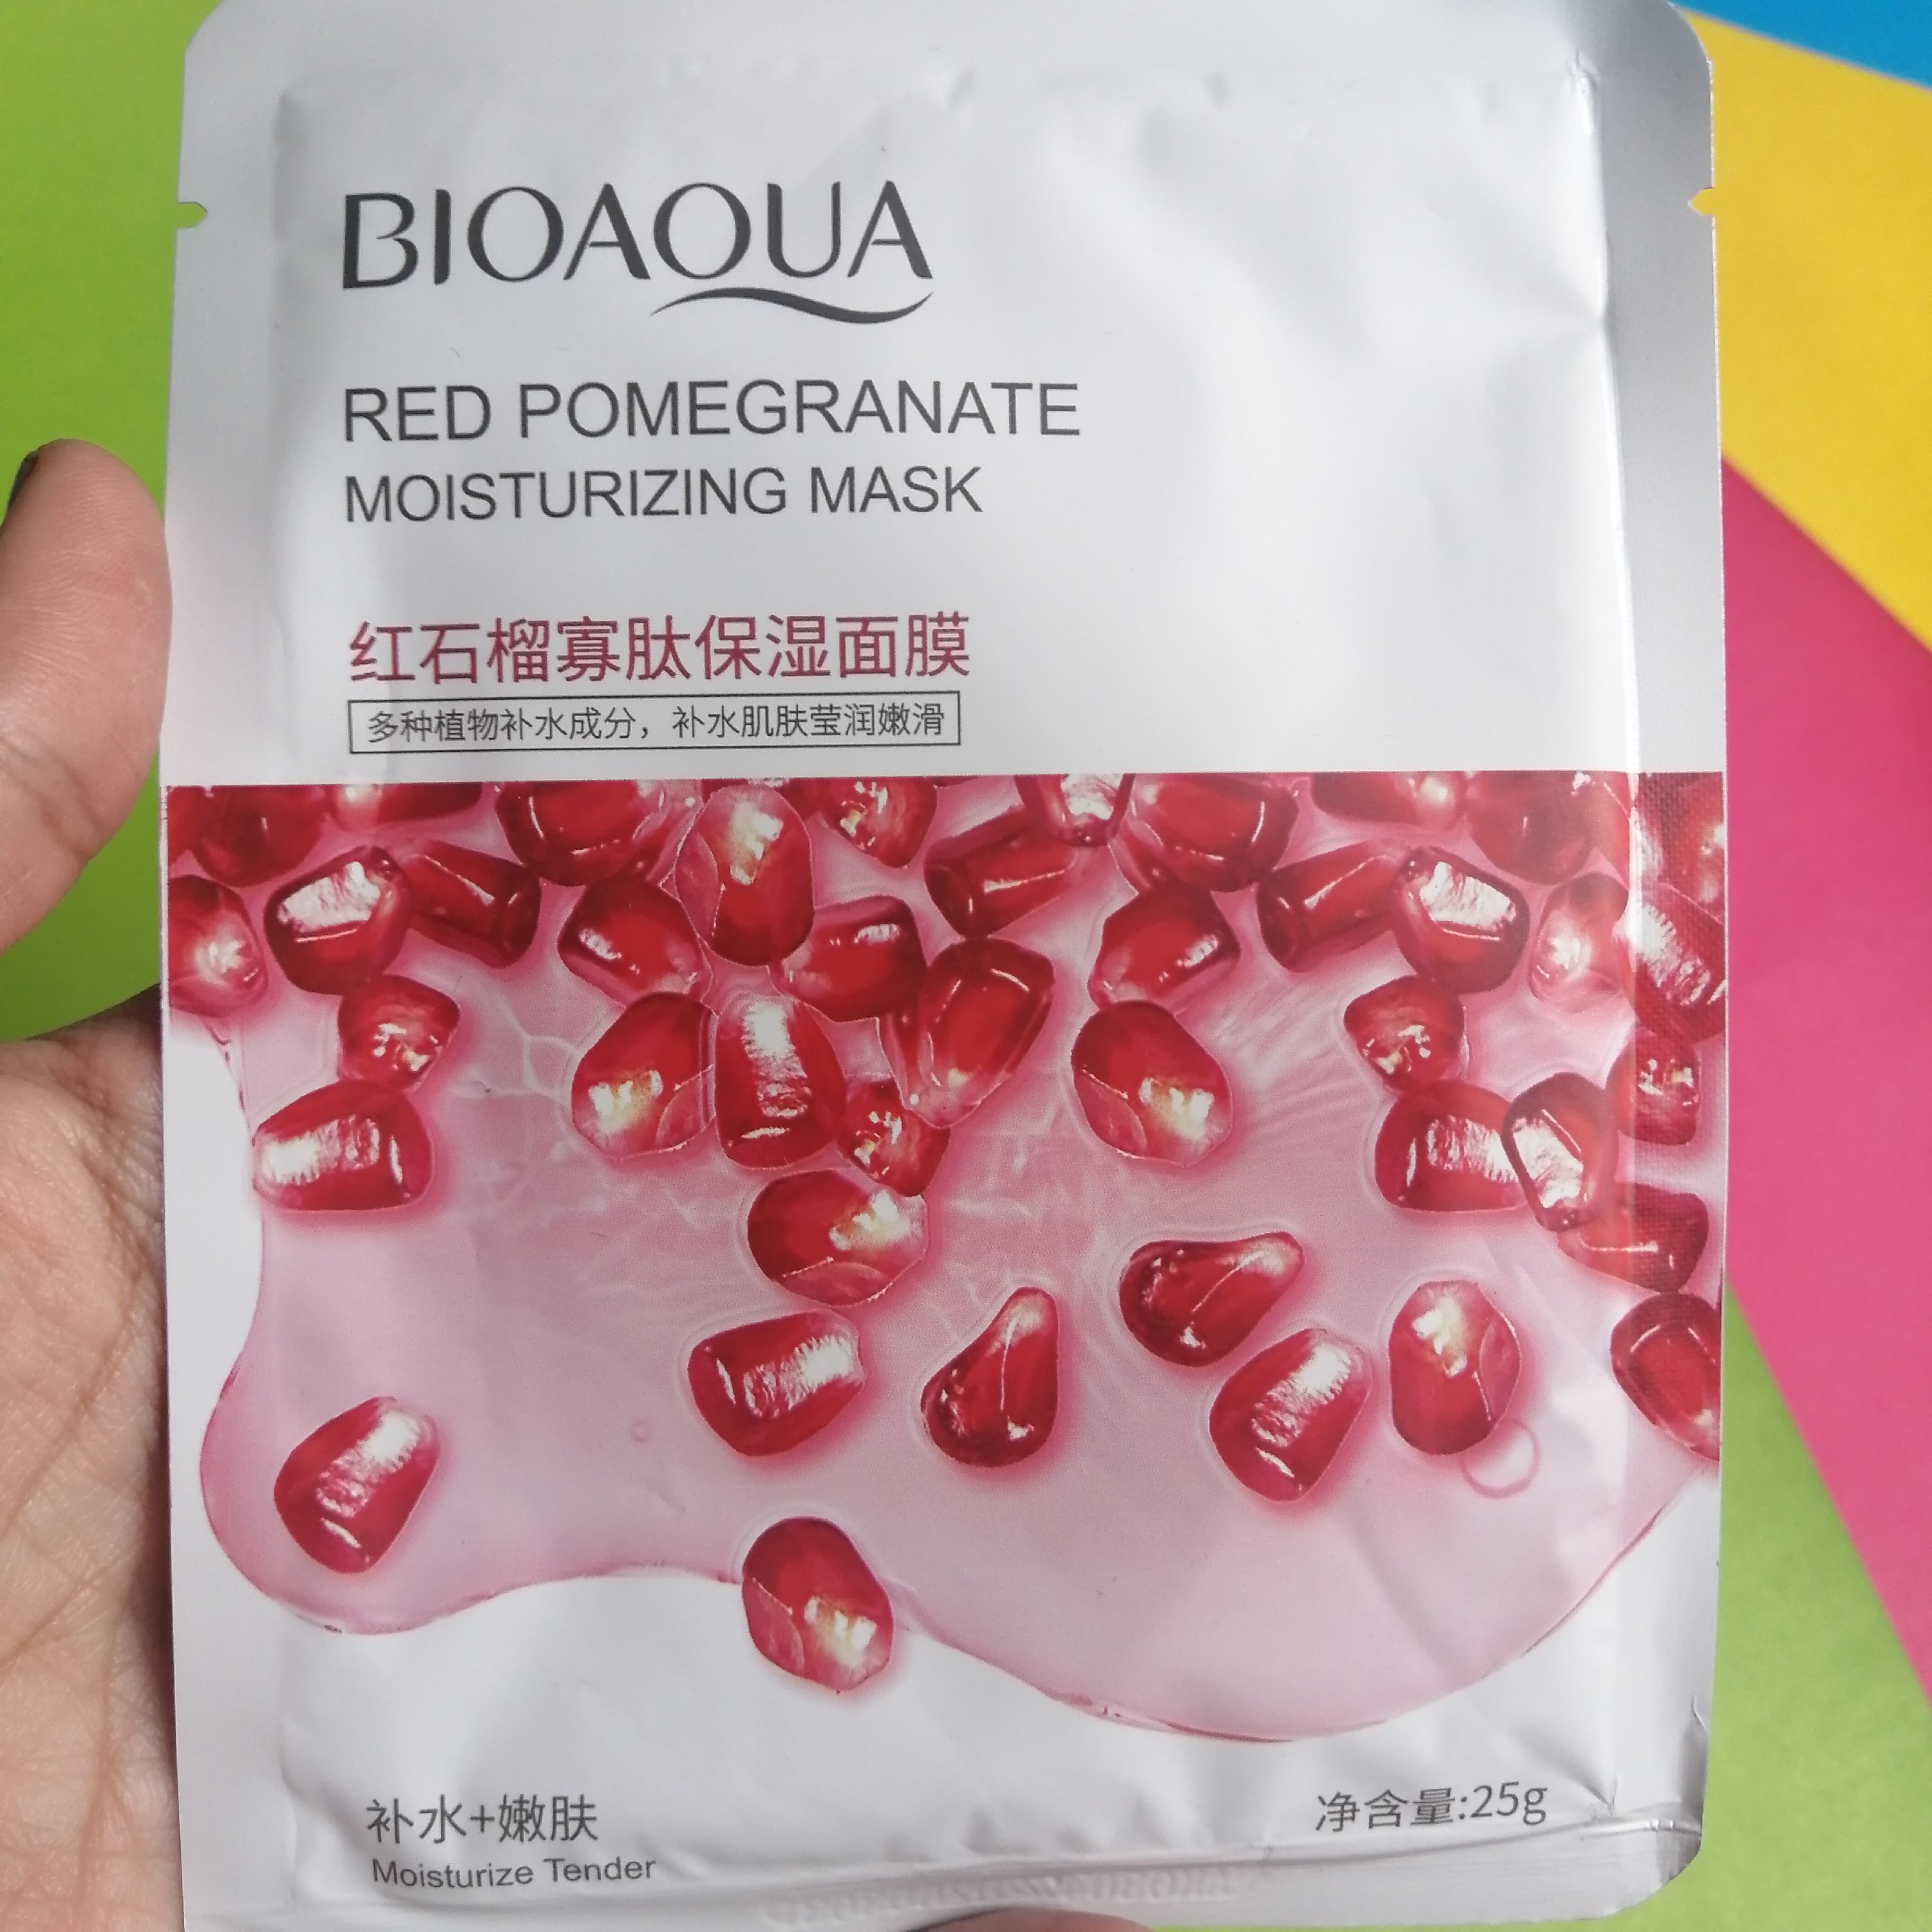 BIOAQUA
RED POMEGRANATE
MOISTURIZING MASK
红石榴寡肽保湿面膜
多种植物补水成分，补水肌肤莹润嫩滑
补水+嫩肤
Moisturize Tender
净含量:25g